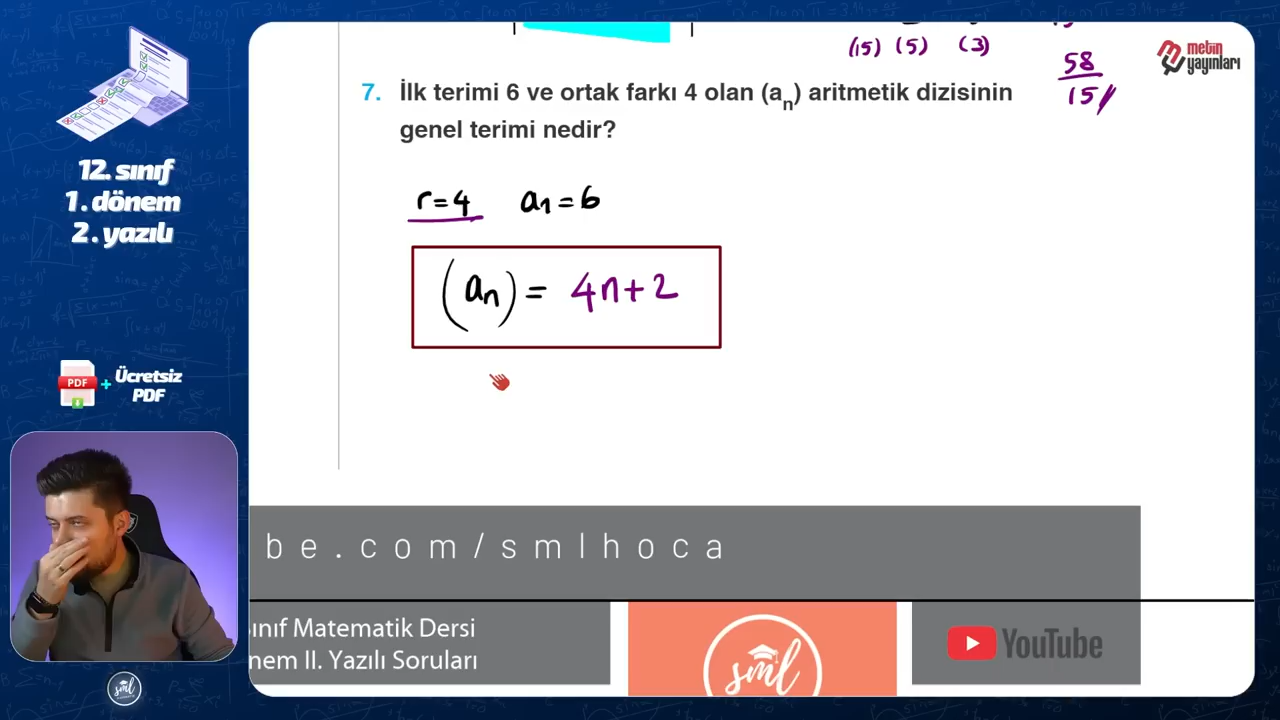 12. sınıf
1. dönem
2. yazılı
PDF
+ Ücretsiz
PDF
sml
(15) (5) (3)
58
15
metin
yayınları
7. İlk terimi 6 ve ortak farkı 4 olan (an) aritmetik dizisinin
genel terimi nedir?
r=4 a1=6
(an) = 4n+2
be.com/smlhoca
ınıf Matematik Dersi
nem II. Yazılı Soruları
sml
YouTube